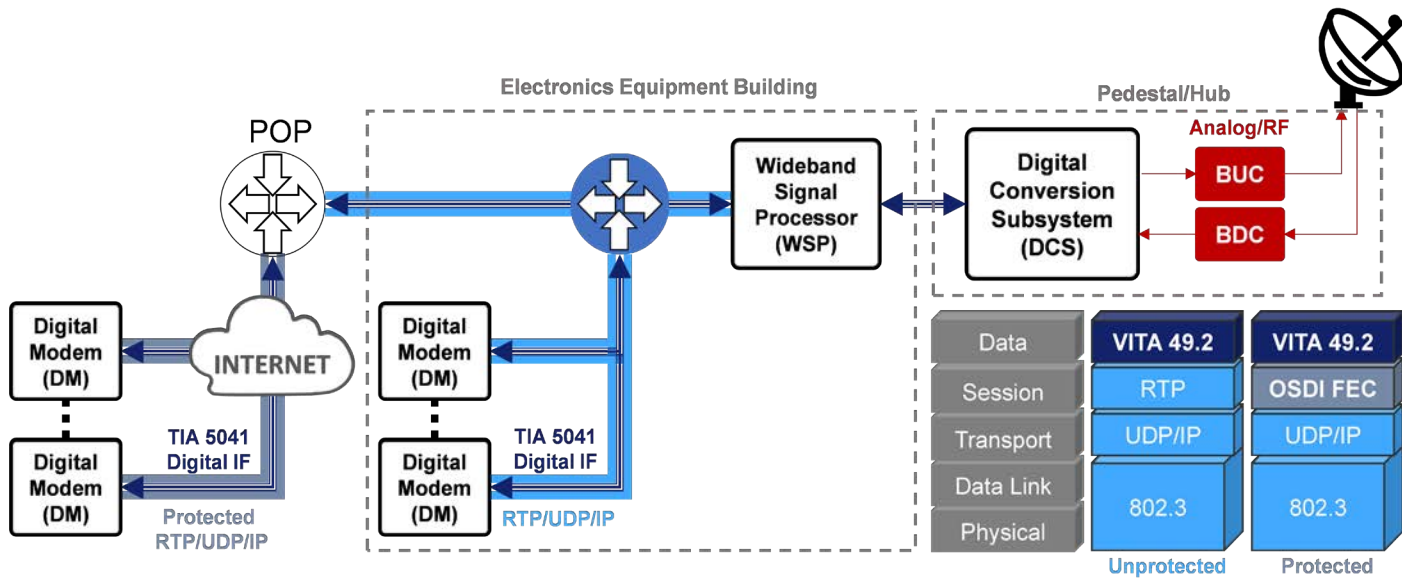 Electronics Equipment Building
Pedestal/Hub
POP
Analog/RF
Wideband
Signal
Processor
(WSP)
Digital
Conversion
Subsystem
(DCS)
BUC
BDC
Digital
Modem
(DM)
INTERNET
Digital
Modem
(DM)
TIA 5041
Digital IF
Protected
RTP/UDP/IP
Digital
Modem
(DM)
Digital
Modem
(DM)
TIA 5041
Digital IF
RTP/UDP/IP
Data
VITA 49.2
VITA 49.2
Session
RTP
OSDI FEC
Transport
UDP/IP
UDP/IP
Data Link
Physical
802.3
802.3
Unprotected
Protected